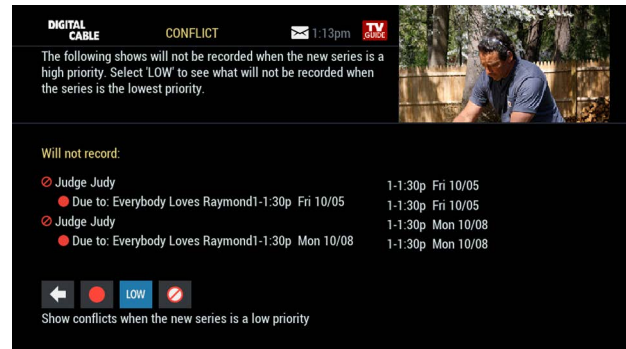 DIGITAL
CABLE
CONFLICT
1:13pm
TV
GUIDE
The following shows will not be recorded when the new series is a
high priority. Select 'LOW' to see what will not be recorded when
the series is the lowest priority.
Will not record:
Judge Judy 1-1:30p Fri 10/05
Due to: Everybody Loves Raymond1-1:30p Fri 10/05 1-1:30p Fri 10/05
Judge Judy 1-1:30p Mon 10/08
Due to: Everybody Loves Raymond1-1:30p Mon 10/08 1-1:30p Mon 10/08
LOW
Show conflicts when the new series is a low priority